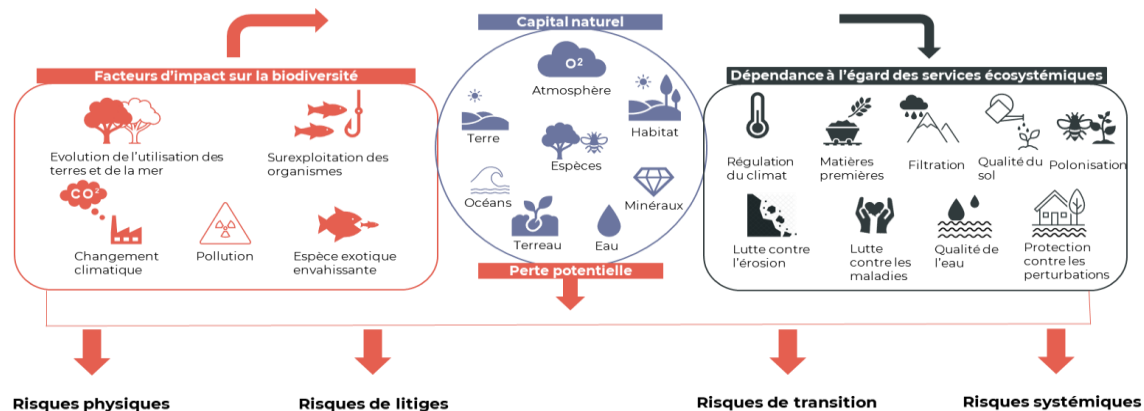 Capital naturel
Facteurs d'impact sur la biodiversité
Dépendance à l'égard des services écosystémiques
Evolution de l'utilisation des
terres et de la mer
Surexploitation des
organismes
CO²
Changement
climatique
Pollution
Espèce exotique
envahissante
O²
Atmosphère
Terre
Habitat
Espèces
Océans
Minéraux
Terreau
Eau
Perte potentielle
Régulation
du climat
Matières
premières
Filtration
Qualité du
sol
Polonisation
Lutte contre
l'érosion
Lutte
contre les
maladies
Qualité de
l'eau
Protection
contre les
perturbations
Risques physiques
Risques de litiges
Risques de transition
Risques systémiques